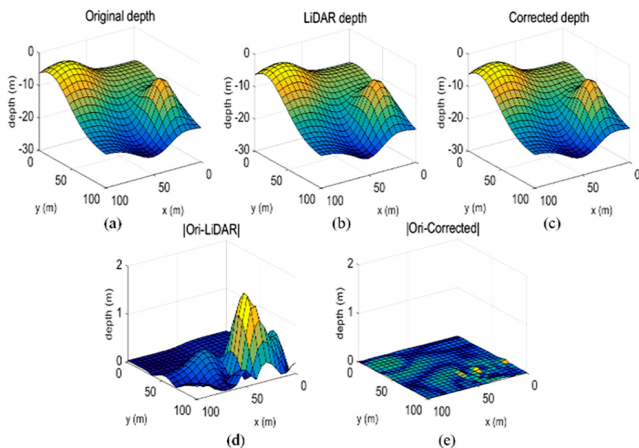 Original depth
LiDAR depth
Corrected depth
0
-10
-20
-30
depth (m)
0
50
100
y (m)
100
50
0
x (m)
(a)
0
-10
-20
-30
depth (m)
0
50
100
y (m)
100
50
0
x (m)
(b)
0
-10
-20
-30
depth (m)
0
50
100
y (m)
100
50
0
x (m)
(c)
|Ori-LiDAR|
|Ori-Corrected|
2
1
0
depth (m)
0
50
100
y (m)
100
50
0
x (m)
(d)
2
1
0
depth (m)
0
50
100
y (m)
100
50
0
x (m)
(e)